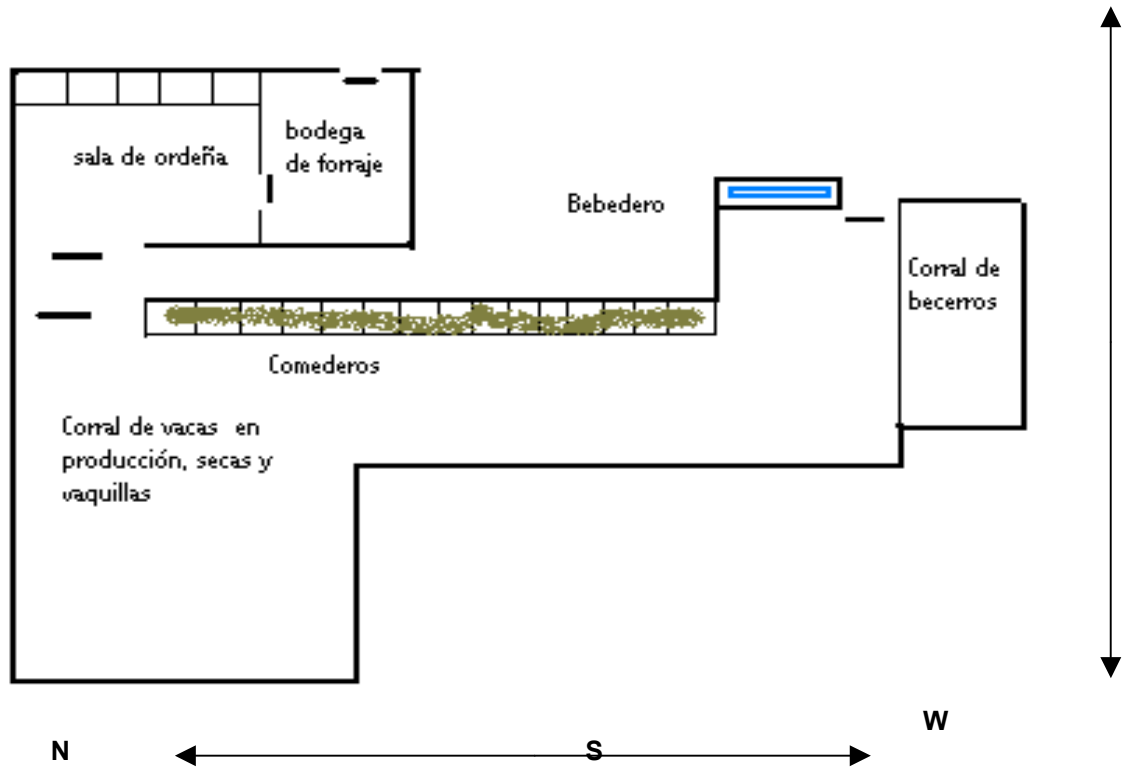 sala de ordeña
bodega
de forraje
Bebedero
Corral de
becerros
Comederos
Corral de vacas en
producción, secas y
vaquillas
W
N
S